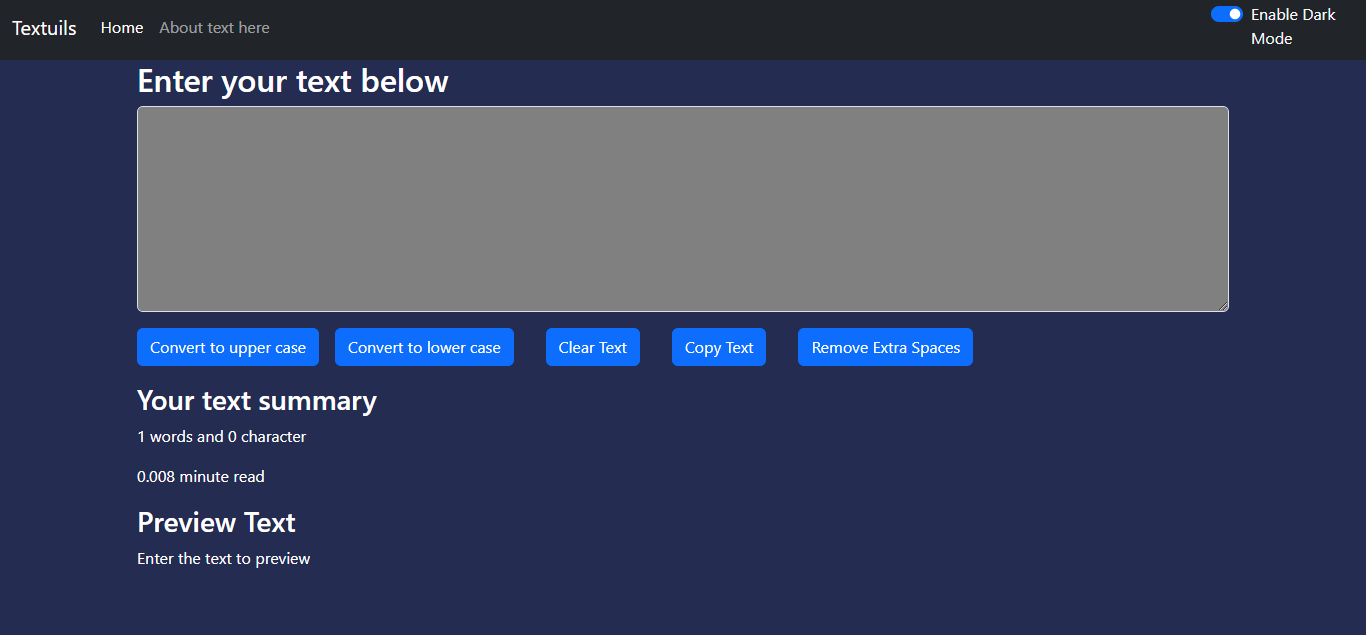 Textuils Home About text here Enable Dark
Mode
Enter your text below
Convert to upper case Convert to lower case Clear Text Copy Text Remove Extra Spaces
Your text summary
1 words and 0 character
0.008 minute read
Preview Text
Enter the text to preview